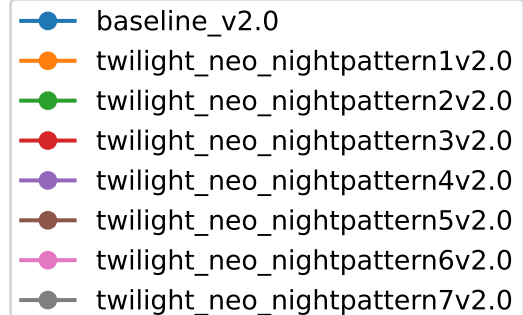 baseline_v2.0
twilight_neo_nightpattern1v2.0
twilight_neo_nightpattern2v2.0
twilight_neo_nightpattern3v2.0
twilight_neo_nightpattern4v2.0
twilight_neo_nightpattern5v2.0
twilight_neo_nightpattern6v2.0
twilight_neo_nightpattern7v2.0